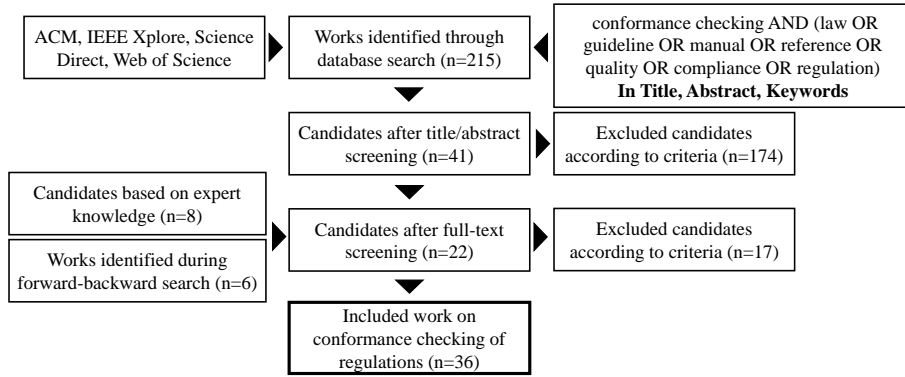 ACM, IEEE Xplore, Science
Direct, Web of Science
Works identified through
database search (n=215)
conformance checking AND (law OR
guideline OR manual OR reference OR
quality OR compliance OR regulation)
In Title, Abstract, Keywords
Candidates after title/abstract
screening (n=41)
Excluded candidates
according to criteria (n=174)
Candidates based on expert
knowledge (n=8)
Works identified during
forward-backward search (n=6)
Candidates after full-text
screening (n=22)
Excluded candidates
according to criteria (n=17)
Included work on
conformance checking of
regulations (n=36)